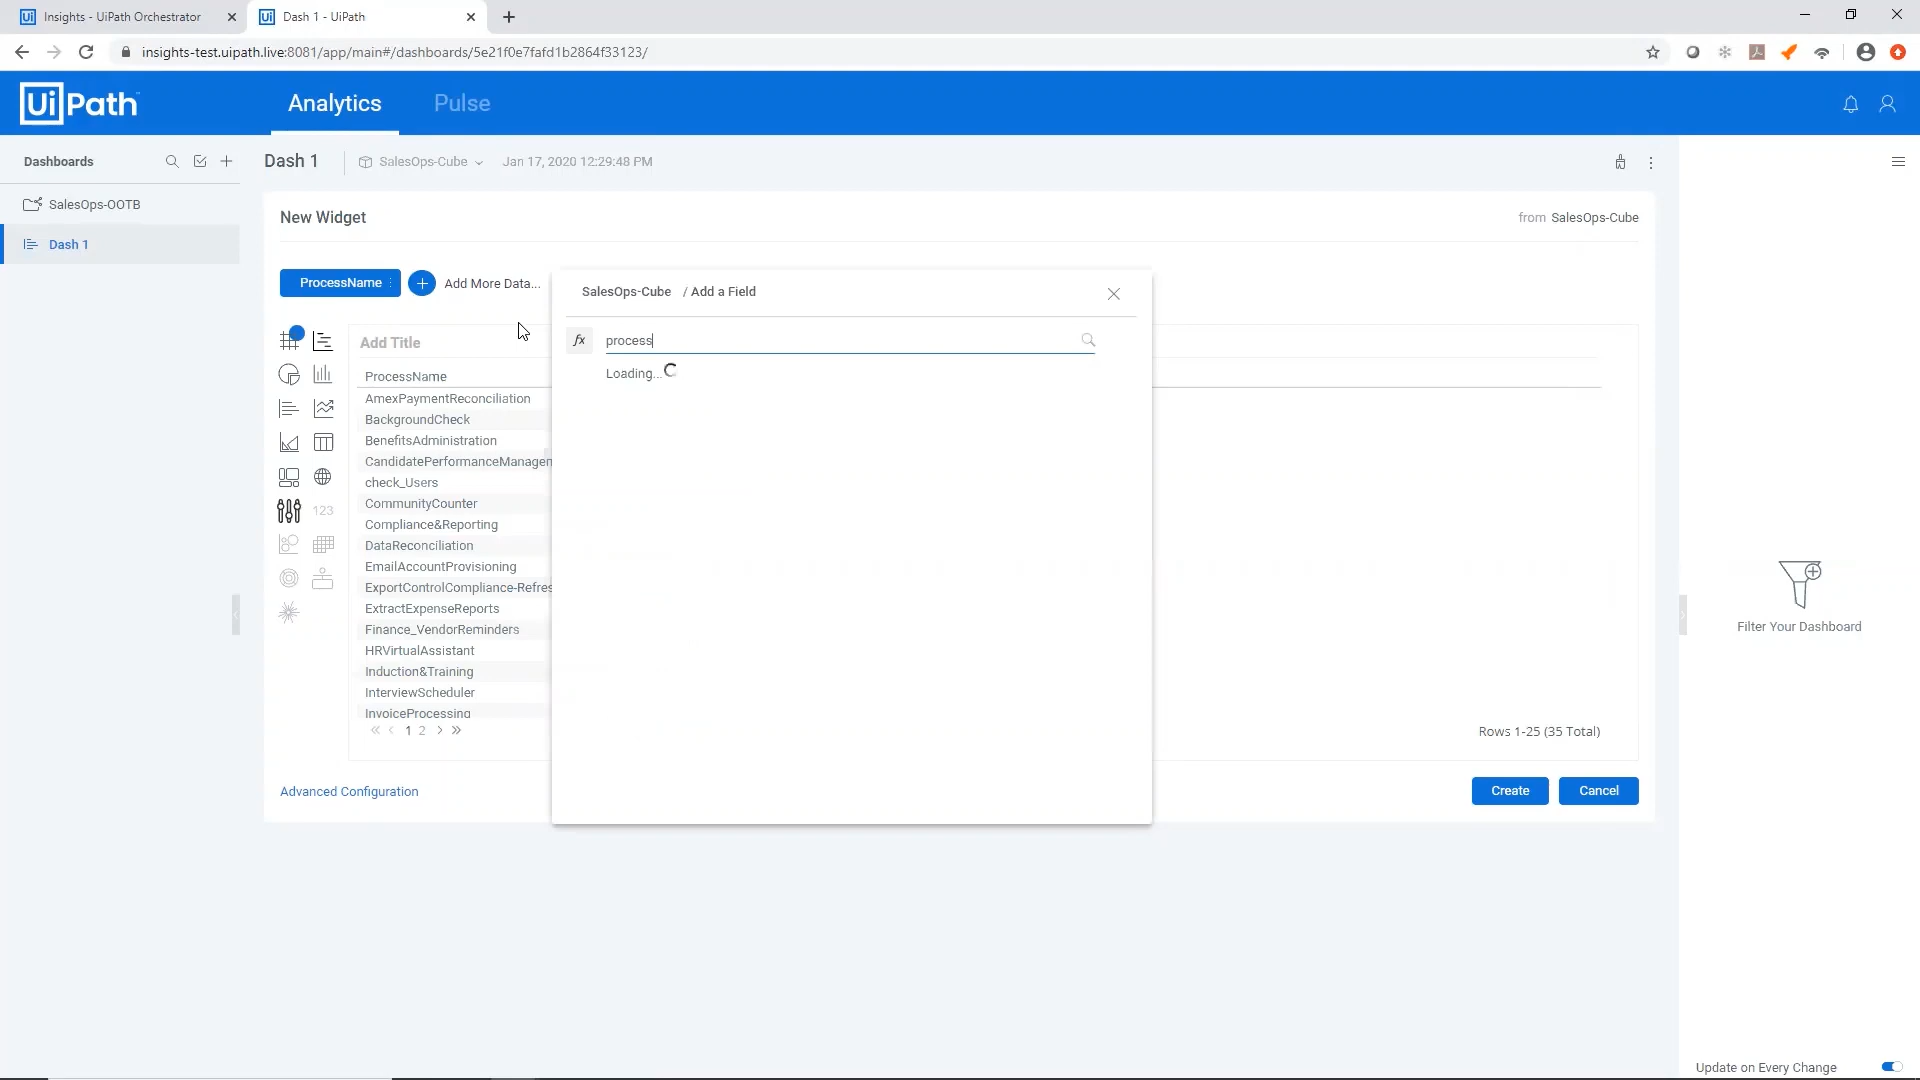 Insights - UiPath Orchestrator
Dash 1 - UiPath
insights-test.uipath.live:8081/app/main#/dashboards/5e21f0e7fafd1b2864f33123/
UiPath
Analytics
Pulse
Dashboards
Dash 1
SalesOps-Cube
Jan 17, 2020 12:29:48 PM
SalesOps-OOTB
Dash 1
New Widget
from SalesOps-Cube
ProcessName
Add More Data...
SalesOps-Cube / Add a Field
fx
process
Loading...
Add Title
ProcessName
AmexPaymentReconciliation
BackgroundCheck
BenefitsAdministration
CandidatePerformanceManagen
check_Users
CommunityCounter
123
Compliance&Reporting
DataReconciliation
EmailAccountProvisioning
ExportControlCompliance-Refres
ExtractExpenseReports
Finance_VendorReminders
HRVirtualAssistant
Induction&Training
InterviewScheduler
InvoiceProcessing
« ‹ 1 2 › »
Rows 1-25 (35 Total)
Advanced Configuration
Create
Cancel
Filter Your Dashboard
Update on Every Change